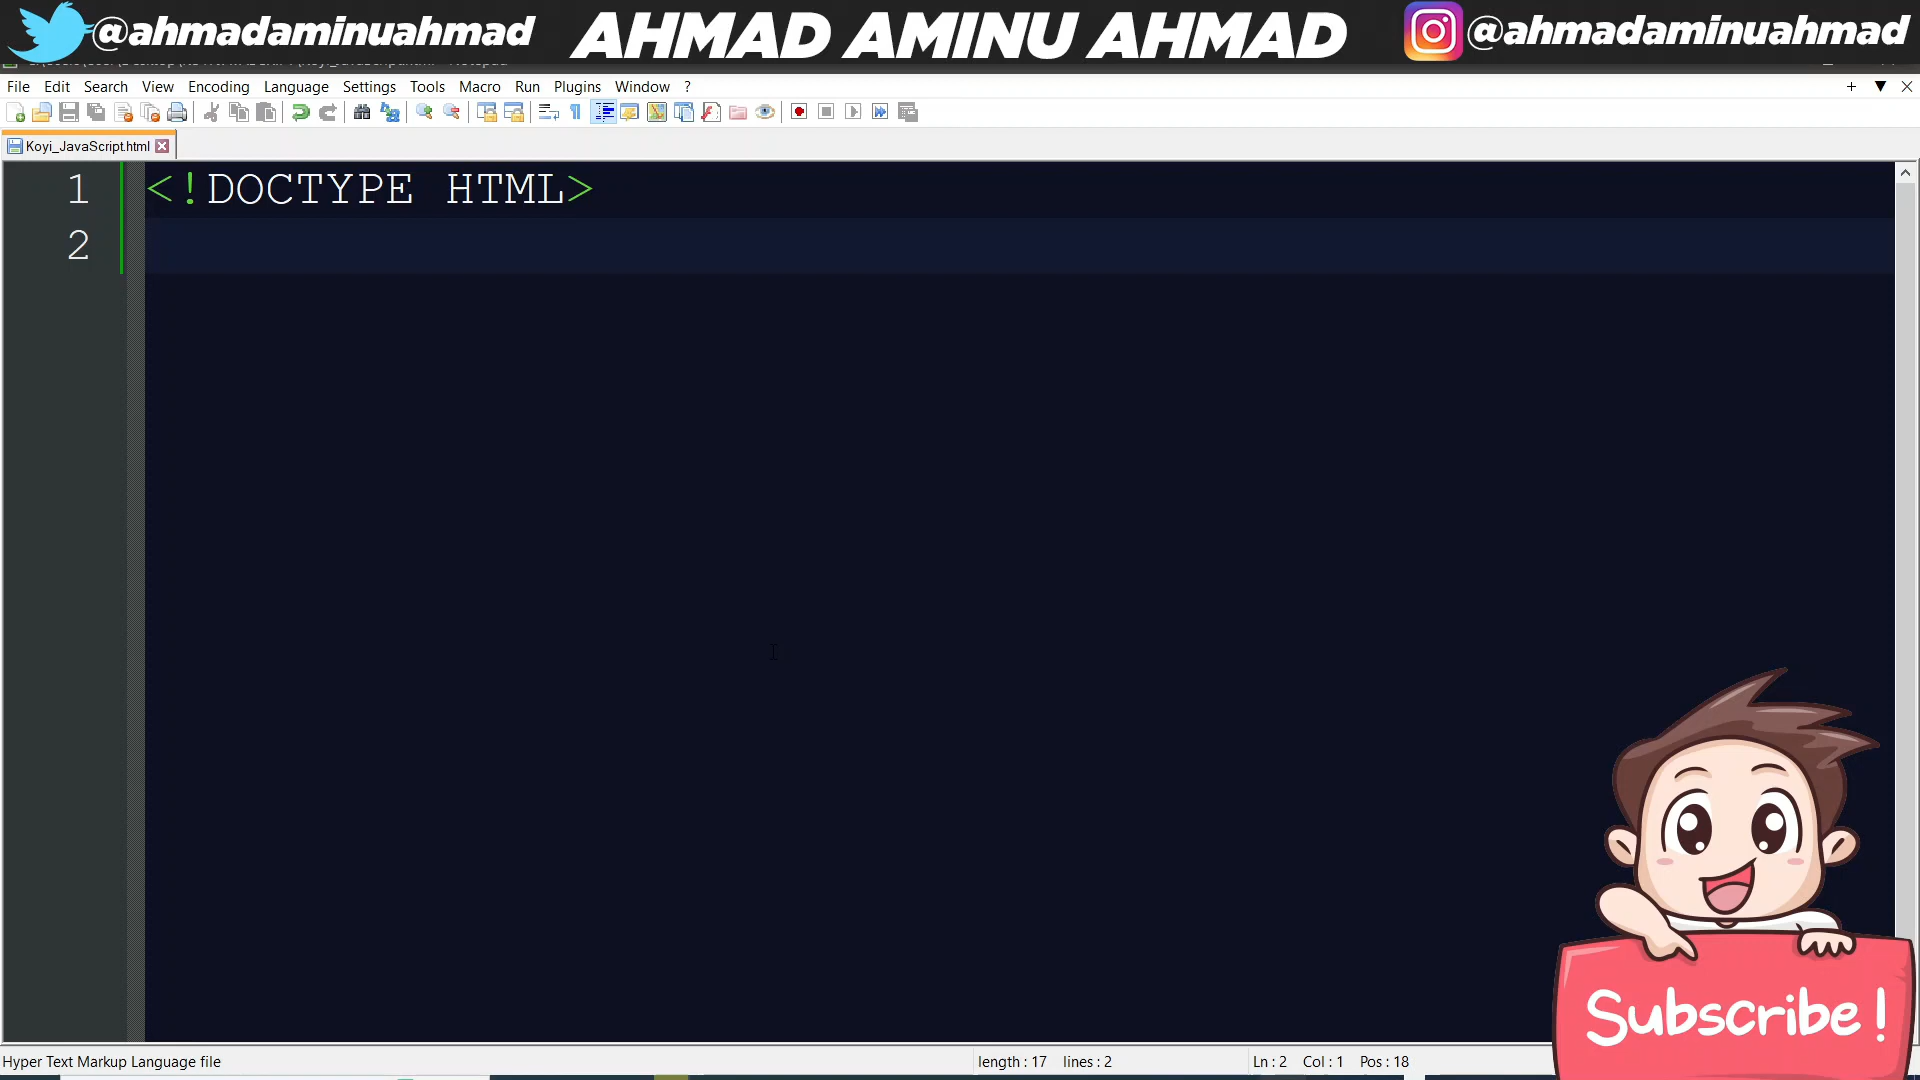 @ahmadaminuahmad
AHMAD AMINU AHMAD
@ahmadaminuahmad
File Edit Search View Encoding Language Settings Tools Macro Run Plugins Window ?
Koyi_JavaScript.html
1 <!DOCTYPE HTML>
2
Subscribe!
Hyper Text Markup Language file
length : 17 lines : 2
Ln : 2 Col : 1 Pos : 18